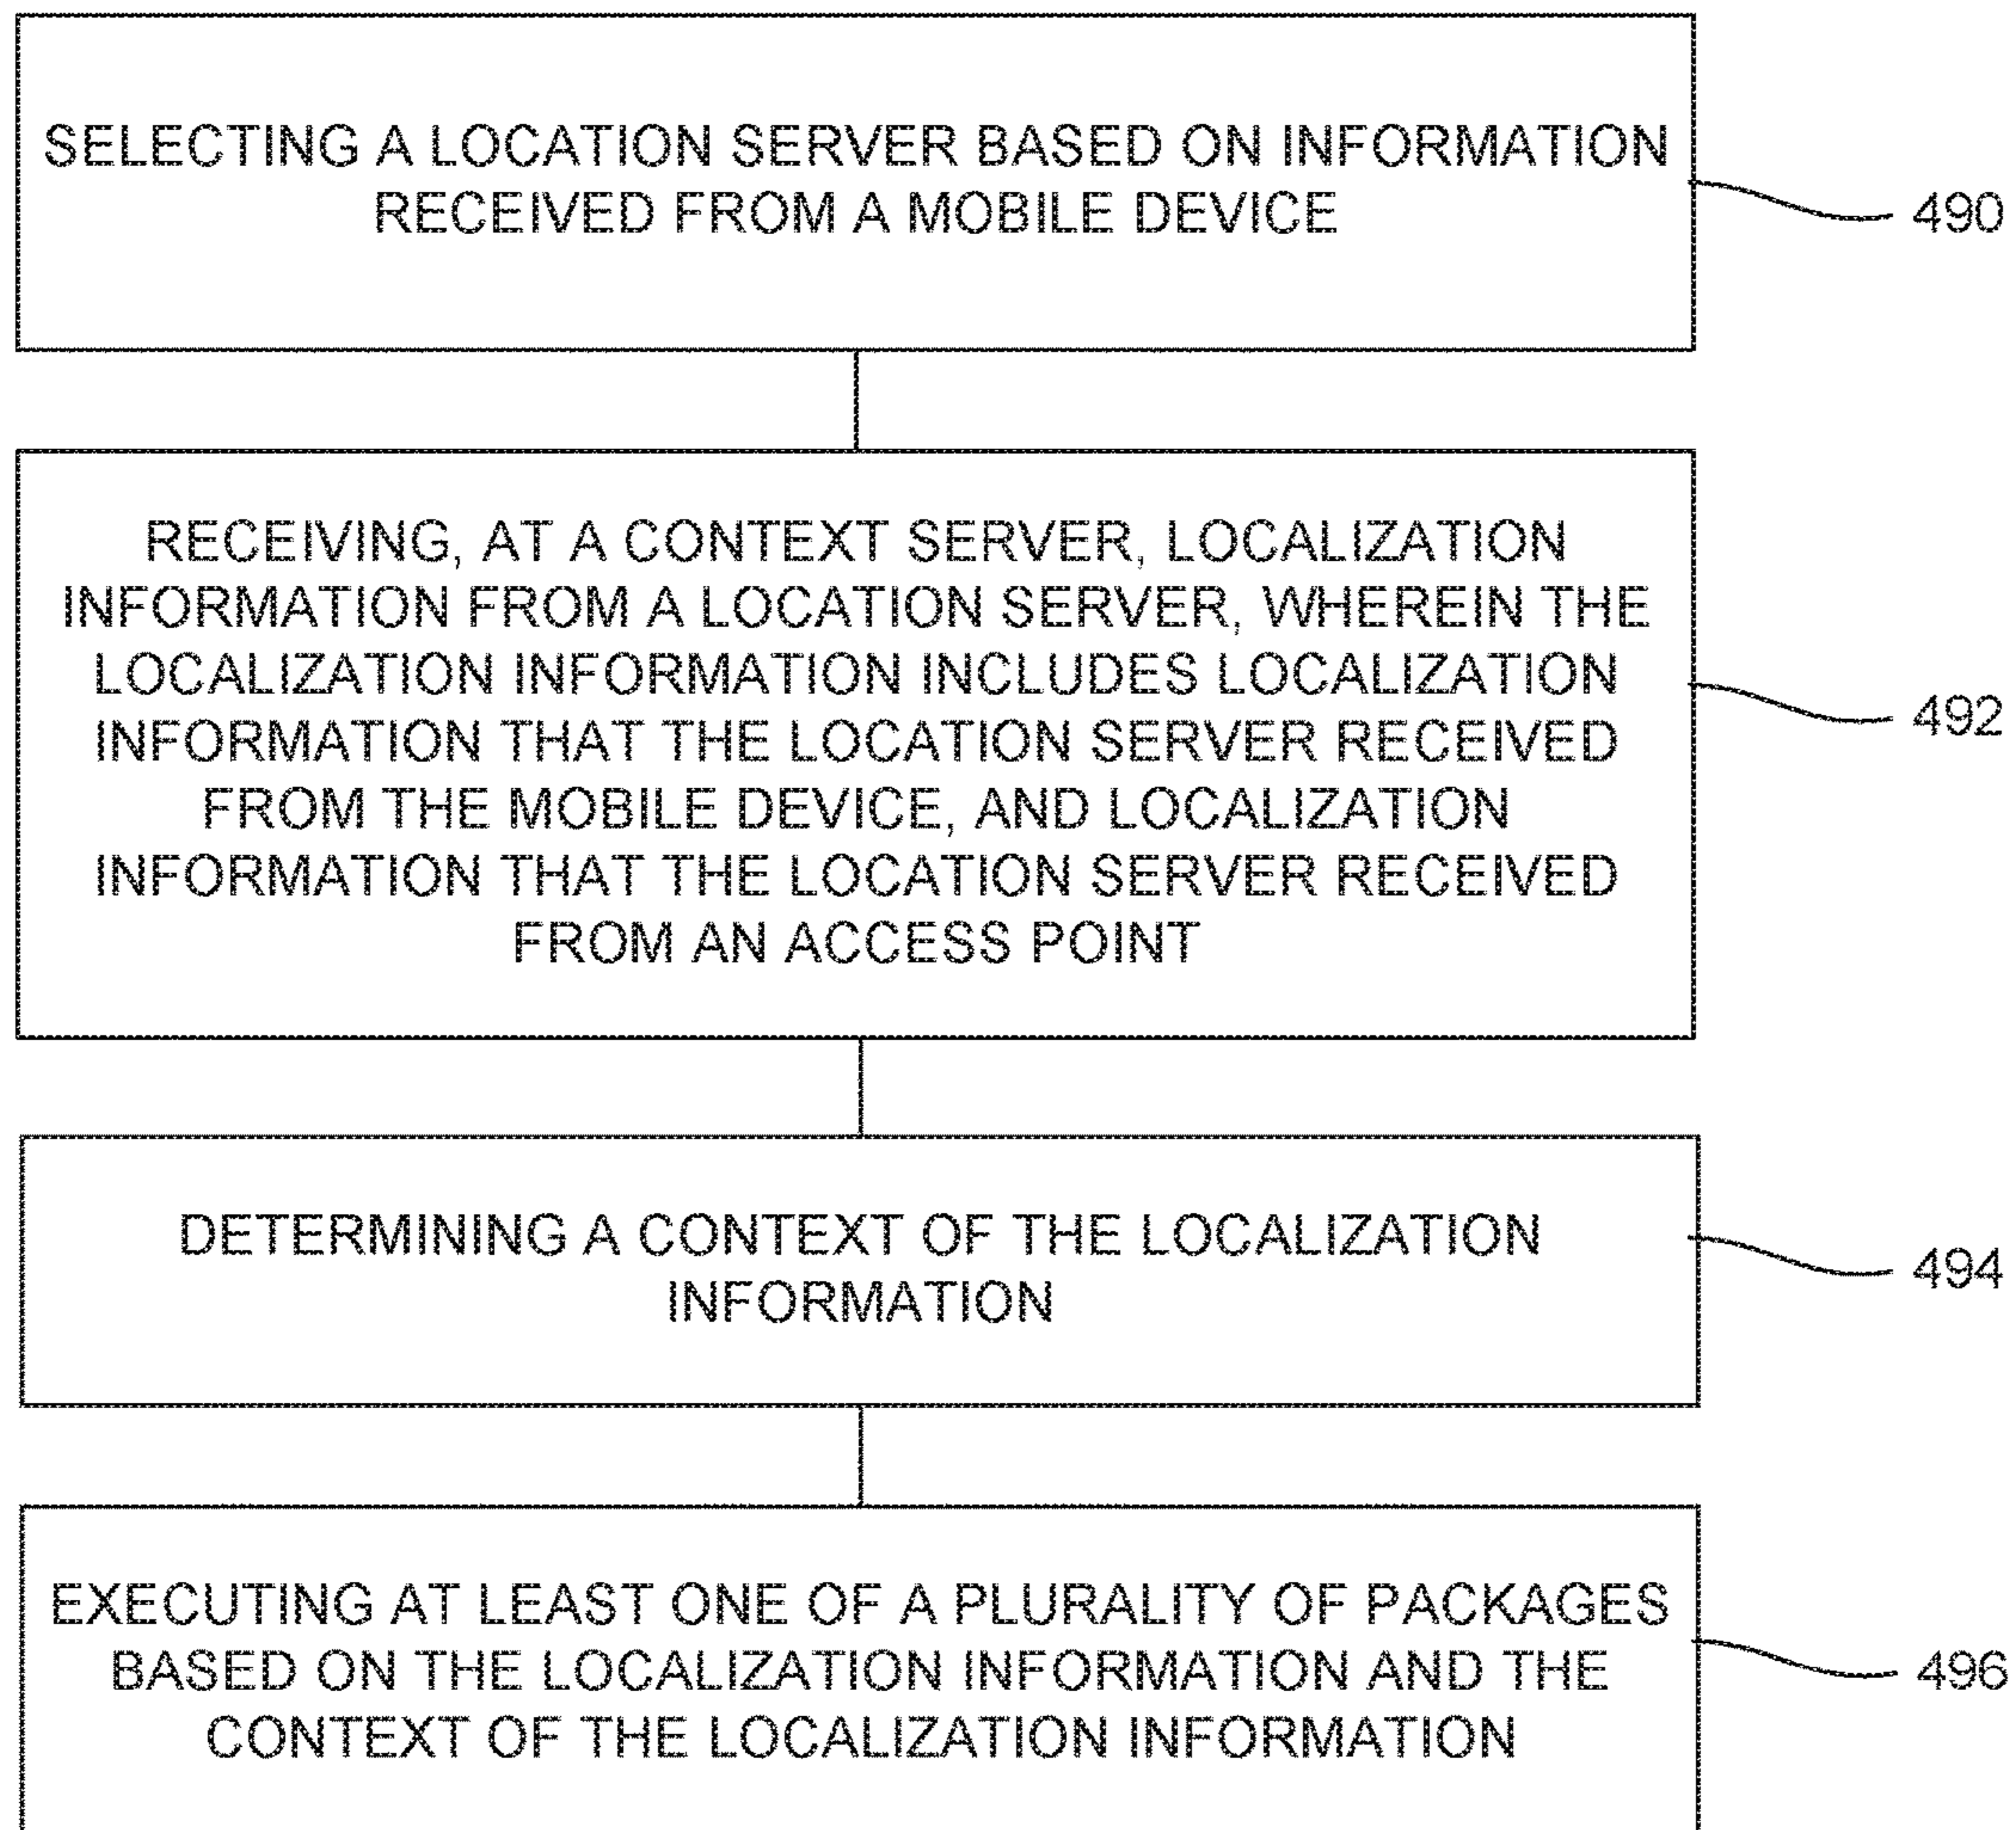 SELECTING A LOCATION SERVER BASED ON INFORMATION
RECEIVED FROM A MOBILE DEVICE
490
RECEIVING, AT A CONTEXT SERVER, LOCALIZATION
INFORMATION FROM A LOCATION SERVER, WHEREIN THE
LOCALIZATION INFORMATION INCLUDES LOCALIZATION
INFORMATION THAT THE LOCATION SERVER RECEIVED
FROM THE MOBILE DEVICE, AND LOCALIZATION
INFORMATION THAT THE LOCATION SERVER RECEIVED
FROM AN ACCESS POINT
492
DETERMINING A CONTEXT OF THE LOCALIZATION
INFORMATION
494
EXECUTING AT LEAST ONE OF A PLURALITY OF PACKAGES
BASED ON THE LOCALIZATION INFORMATION AND THE
CONTEXT OF THE LOCALIZATION INFORMATION
496